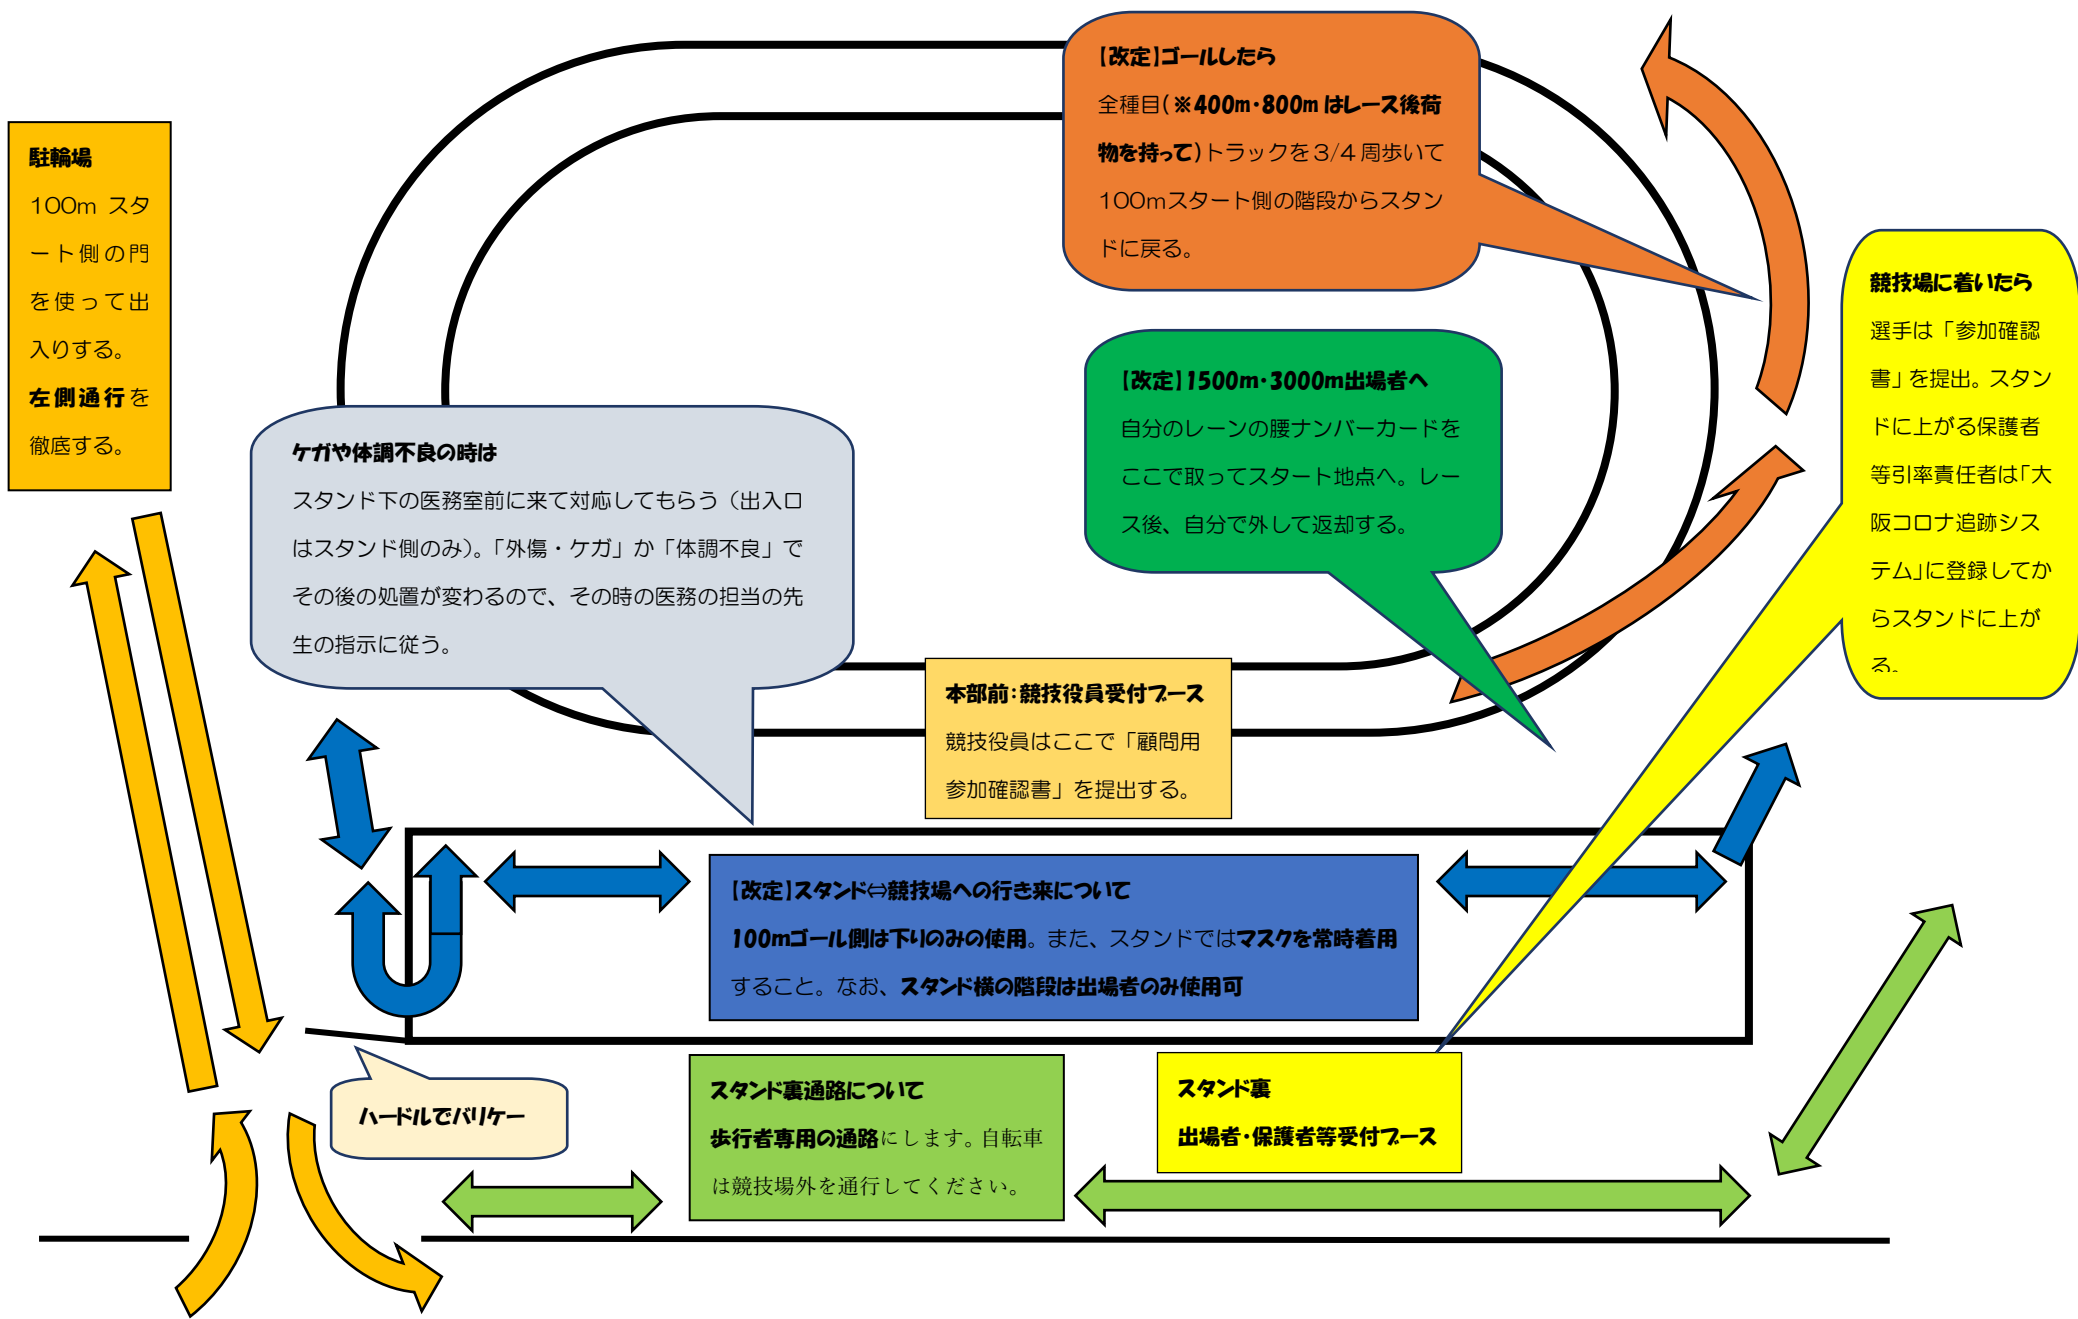 【改定】ゴールしたら
全種目(※400m・800m はレース後荷
物を持って)トラックを3/4 周歩いて
100mスタート側の階段からスタン
ドに戻る。
駐輪場
100m スタ
ート側の門
を使って出
入りする。
左側通行を
徹底する。
競技場に着いたら
選手は「参加確認
書」を提出。スタン
ドに上がる保護者
等引率責任者は「大
阪コロナ追跡シス
テム」に登録してか
らスタンドに上が
る。
【改定】1500m・3000m出場者へ
自分のレーンの腰ナンバーカードを
ここで取ってスタート地点へ。レー
ス後、自分で外して返却する。
ケガや体調不良の時は
スタンド下の医務室前に来て対応してもらう（出入口
はスタンド側のみ）。「外傷・ケガ」か「体調不良」で
その後の処置が変わるので、その時の医務の担当の先
生の指示に従う。
本部前：競技役員受付ブース
競技役員はここで「顧問用
参加確認書」を提出する。
【改定】スタンド⇔競技場への行き来について
100mゴール側は下りのみの使用。また、スタンドではマスクを常時着用
すること。なお、スタンド横の階段は出場者のみ使用可
ハードルでバリケー
スタンド裏通路について
歩行者専用の通路にします。自転車
は競技場外を通行してください。
スタンド裏
出場者・保護者等受付ブース